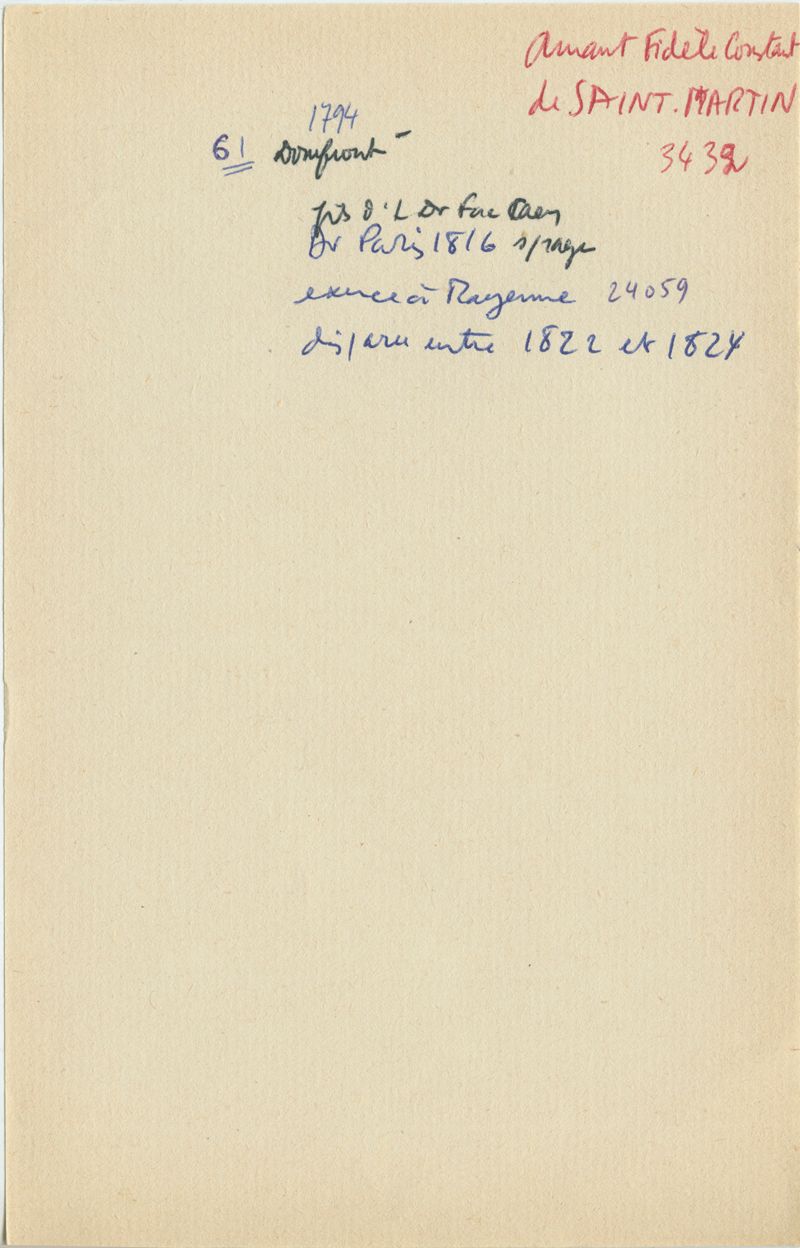 Amant Fidèle Constant
de SAINT-MARTIN
3432
1794
61 Domfront
fils d'1 Dr Fac Caen
Dr Paris 1816
exerce à Mayenne 24059
disparu entre 1822 et 1824